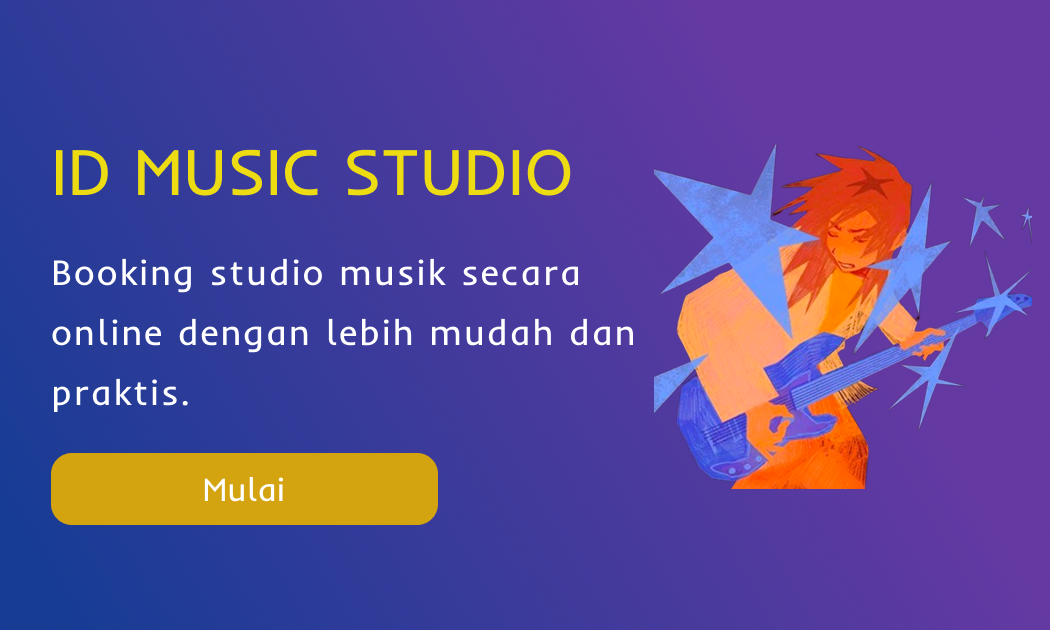 ID MUSIC STUDIO
Booking studio musik secara
online dengan lebih mudah dan
praktis.
Mulai